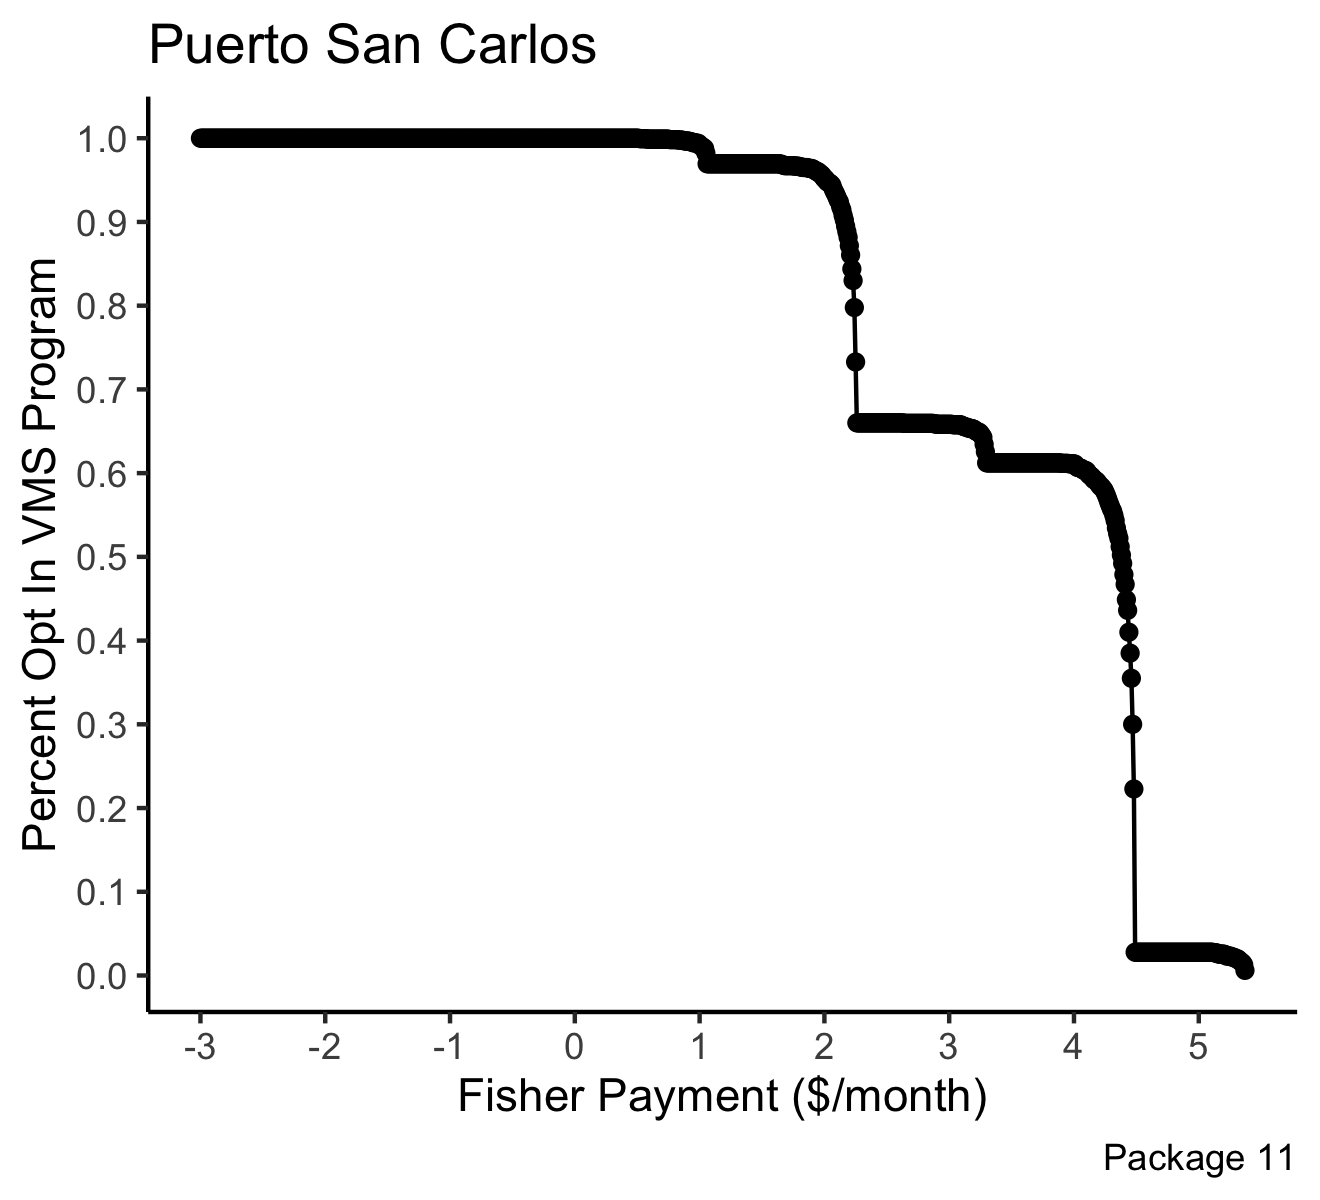 Puerto San Carlos
Percent Opt In VMS Program
1.0
0.9
0.8
0.7
0.6
0.5
0.4
0.3
0.2
0.1
0.0
-3 -2 -1 0 1 2 3 4 5
Fisher Payment ($/month)
Package 11